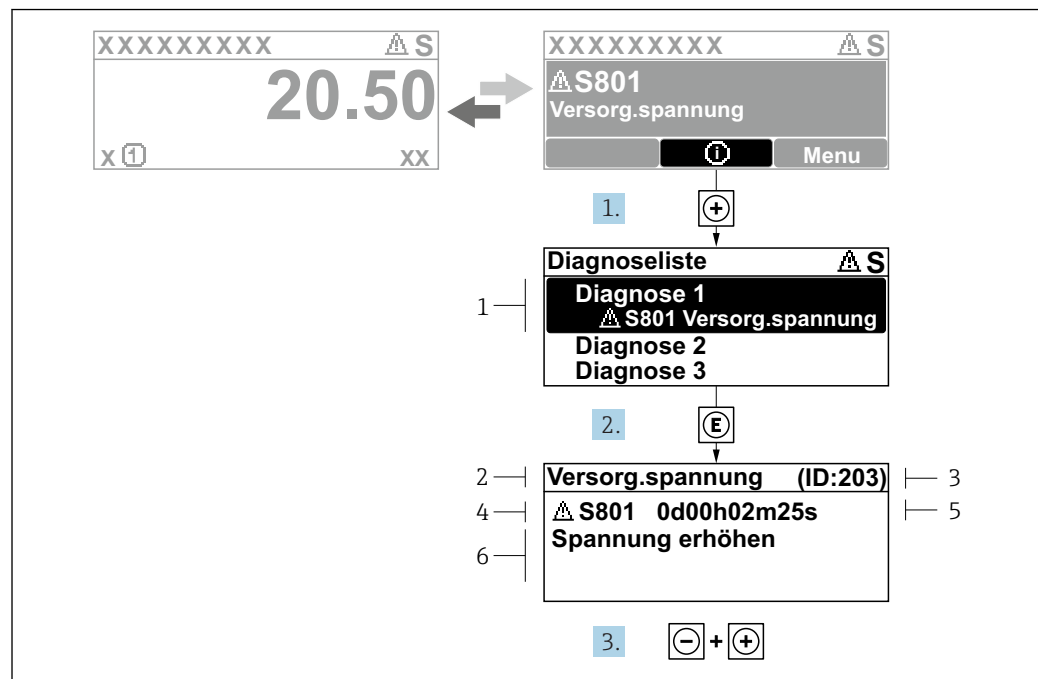 XXXXXXXXX ⚠ S
20.50
x ① xx
XXXXXXXXX ⚠ S
⚠ S801
Versorg.spannung
ⓘ Menu
1. ⊕
Diagnoseliste ⚠ S
1
Diagnose 1
⚠ S801 Versorg.spannung
Diagnose 2
Diagnose 3
2. Ⓔ
2 Versorg.spannung (ID:203) 3
4 ⚠ S801 0d00h02m25s 5
6 Spannung erhöhen
3. ⊖ + ⊕